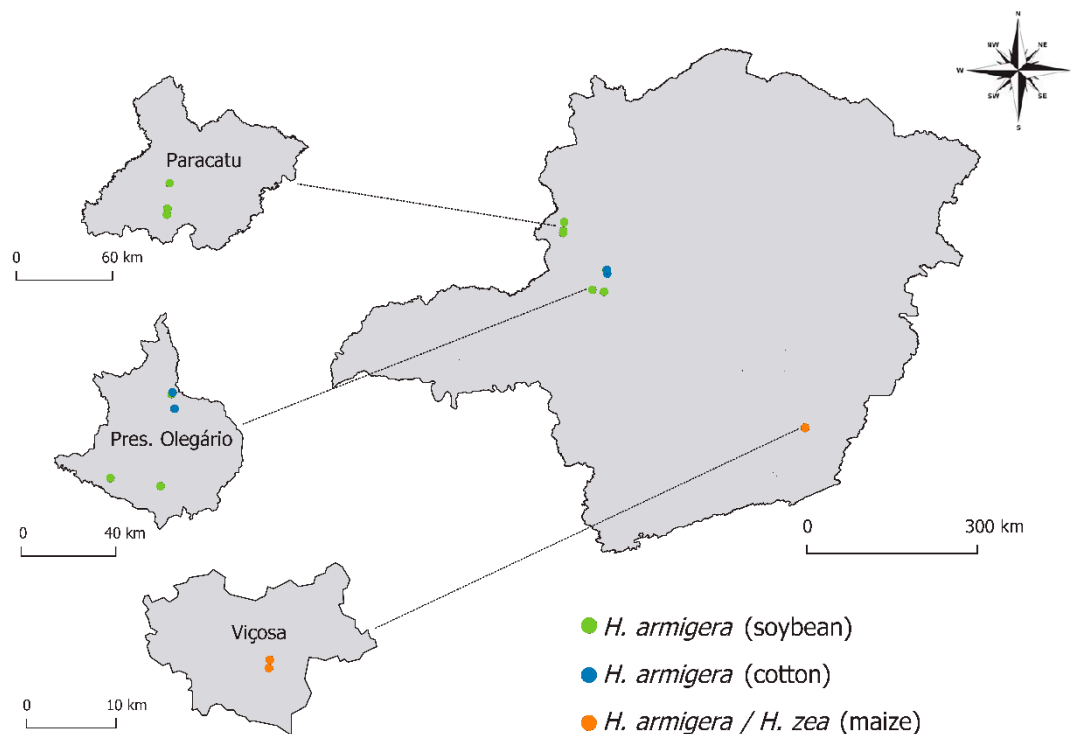 N
NW
NE
W
SW
SE
S
Paracatu
0
60 km
Pres. Olegário
0
40 km
0
300 km
Viçosa
0
10 km
H. armigera (soybean)
H. armigera (cotton)
H. armigera / H. zea (maize)